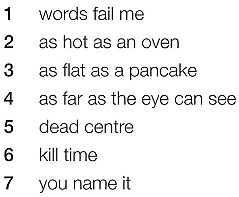 1 words fail me
2 as hot as an oven
3 as flat as a pancake
4 as far as the eye can see
5 dead centre
6 kill time
7 you name it